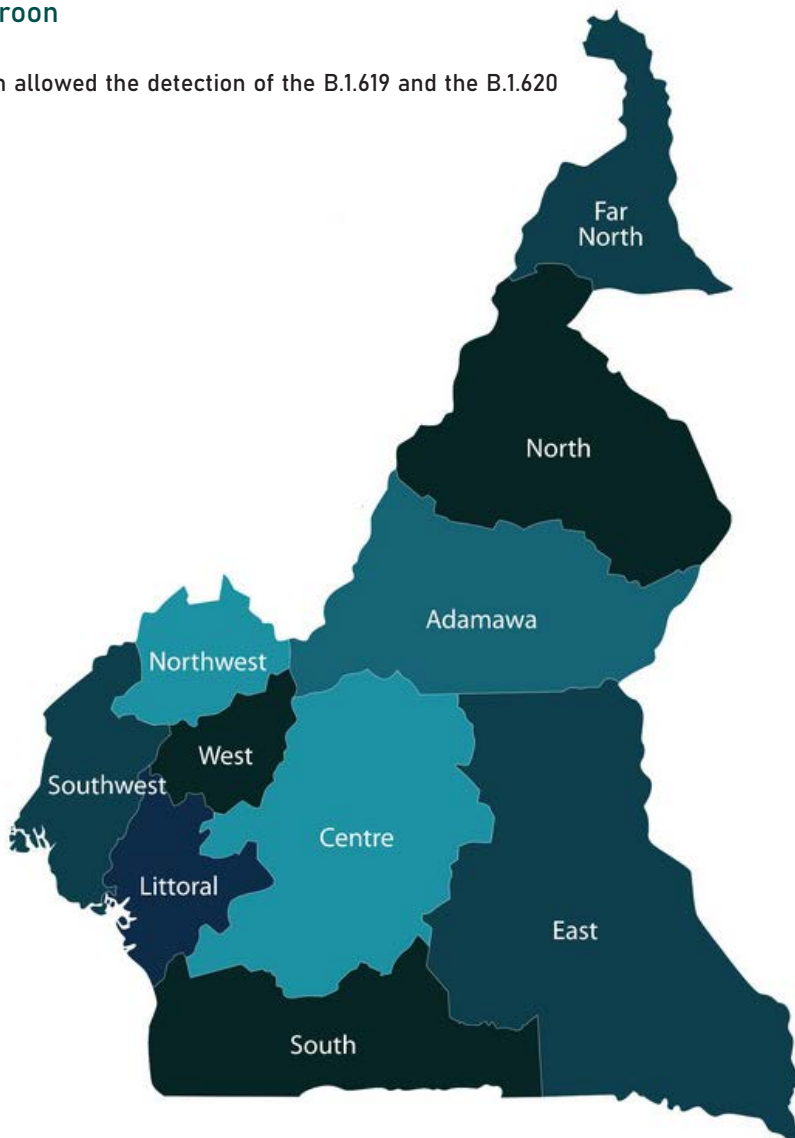 roon
n allowed the detection of the B.1.619 and the B.1.620
Far
North
North
Adamawa
Northwest
West
Southwest
Centre
Littoral
East
South